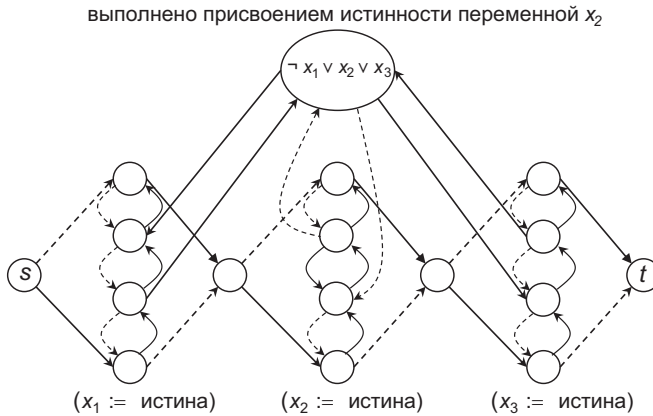 выполнено присвоением истинности переменной x₂
¬ x₁ ∨ x₂ ∨ x₃
s
t
(x₁ := истина) (x₂ := истина) (x₃ := истина)